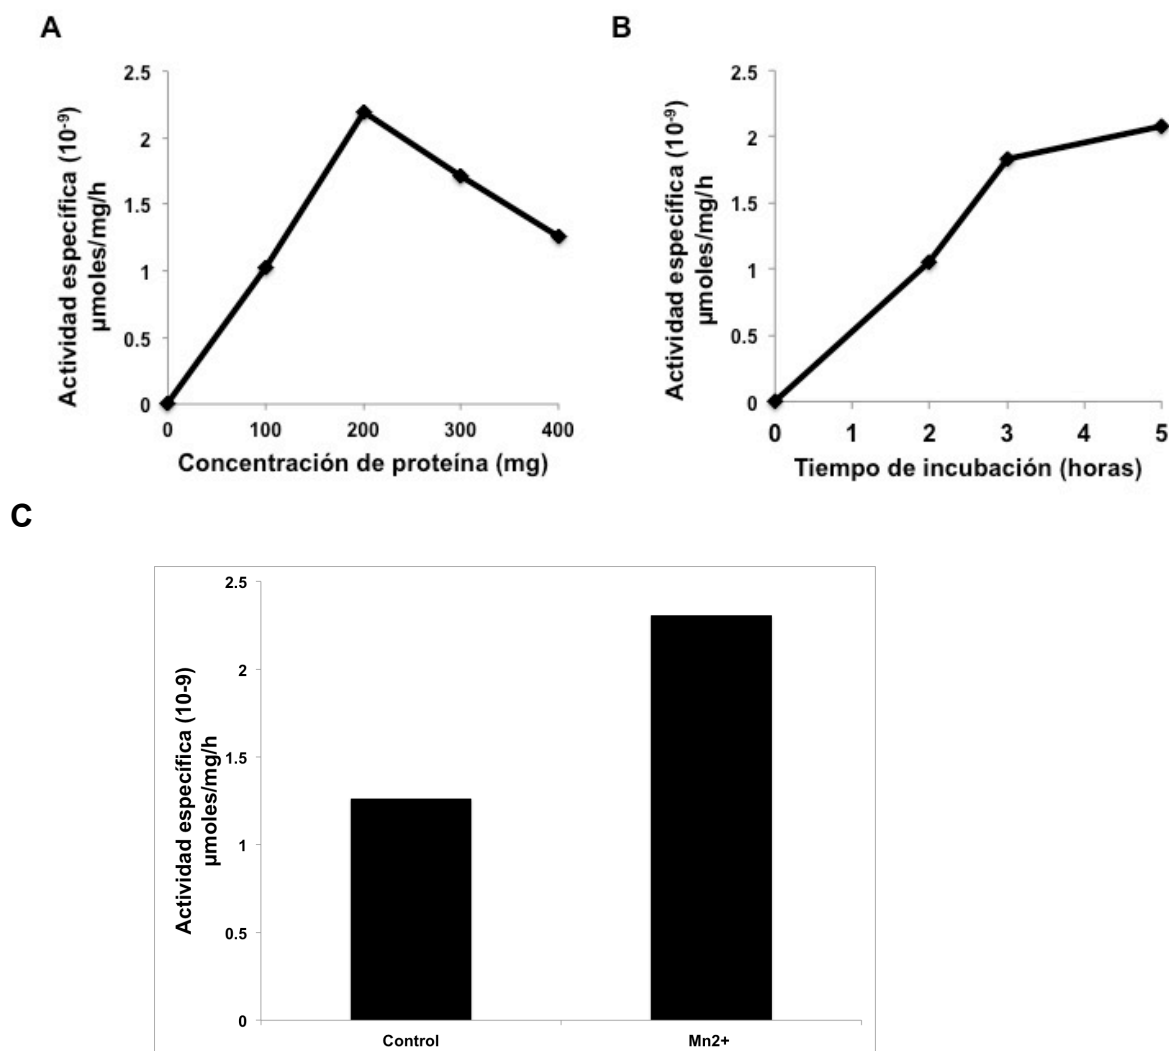 A
Actividad específica (10⁻⁹)
µmoles/mg/h
2.5
2
1.5
1
0.5
0
0 100 200 300 400
Concentración de proteína (mg)
B
Actividad específica (10⁻⁹)
µmoles/mg/h
2.5
2
1.5
1
0.5
0
0 1 2 3 4 5
Tiempo de incubación (horas)
C
Actividad específica (10-9)
µmoles/mg/h
2.5
2
1.5
1
0.5
0
Control Mn2+